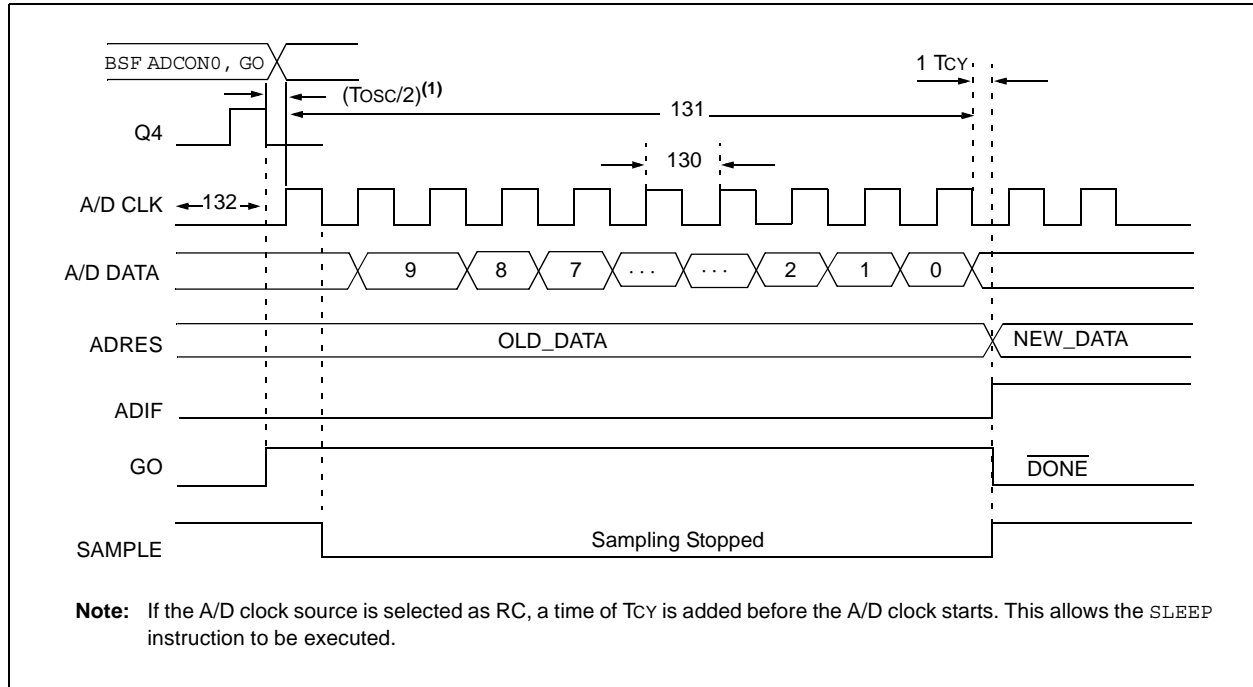 BSF ADCON0, GO
1 TCY
(TOSC/2)(1)
131
Q4
130
A/D CLK
132
A/D DATA
9 8 7 . . . . . . 2 1 0
ADRES
OLD_DATA
NEW_DATA
ADIF
GO
DONE
SAMPLE
Sampling Stopped
Note: If the A/D clock source is selected as RC, a time of TCY is added before the A/D clock starts. This allows the SLEEP
instruction to be executed.